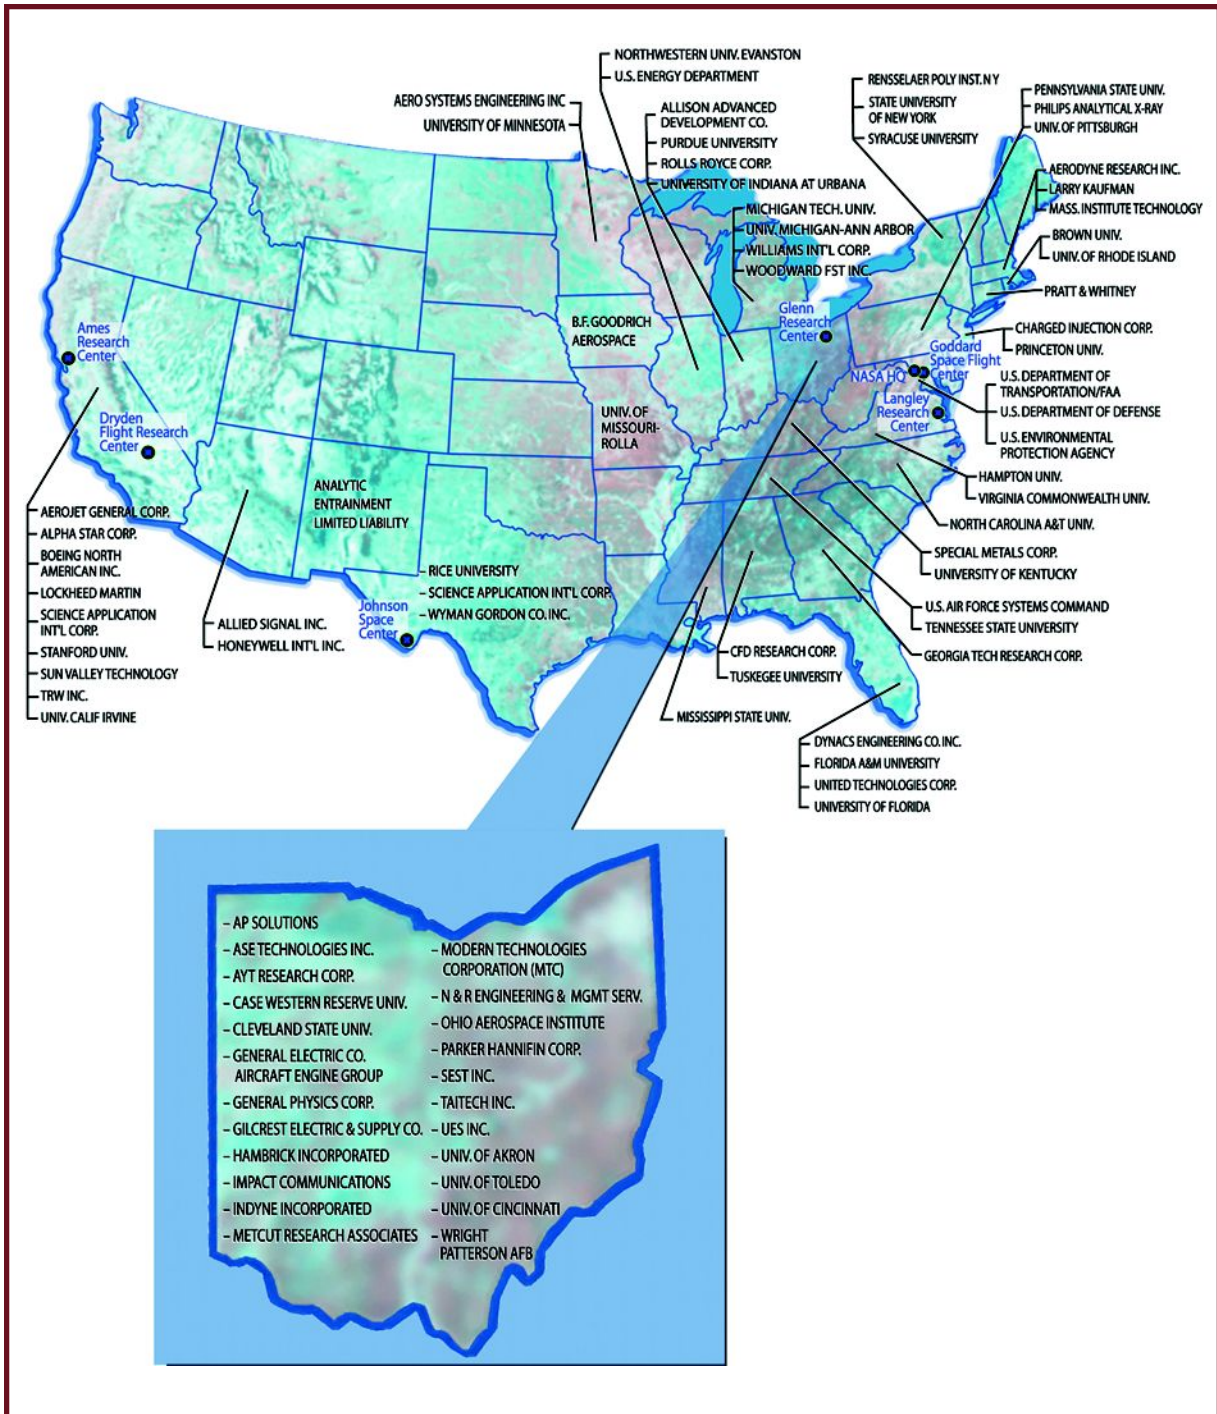 NORTHWESTERN UNIV. EVANSTON
U.S. ENERGY DEPARTMENT
AERO SYSTEMS ENGINEERING INC
UNIVERSITY OF MINNESOTA
ALLISON ADVANCED
DEVELOPMENT CO.
PURDUE UNIVERSITY
ROLLS ROYCE CORP.
UNIVERSITY OF INDIANA AT URBANA
MICHIGAN TECH. UNIV.
UNIV. MICHIGAN-ANN ARBOR
WILLIAMS INT'L CORP.
WOODWARD FST INC.
RENSSELAER POLY INST. N Y
STATE UNIVERSITY
OF NEW YORK
SYRACUSE UNIVERSITY
PENNSYLVANIA STATE UNIV.
PHILIPS ANALYTICAL X-RAY
UNIV. OF PITTSBURGH
AERODYNE RESEARCH INC.
LARRY KAUFMAN
MASS. INSTITUTE TECHNOLOGY
BROWN UNIV.
UNIV. OF RHODE ISLAND
PRATT & WHITNEY
CHARGED INJECTION CORP.
PRINCETON UNIV.
Glenn
Research
Center
Goddard
Space Flight
Center
NASA HQ
Langley
Research
Center
U.S. DEPARTMENT OF
TRANSPORTATION/FAA
U.S. DEPARTMENT OF DEFENSE
U.S. ENVIRONMENTAL
PROTECTION AGENCY
HAMPTON UNIV.
VIRGINIA COMMONWEALTH UNIV.
NORTH CAROLINA A&T UNIV.
SPECIAL METALS CORP.
UNIVERSITY OF KENTUCKY
U.S. AIR FORCE SYSTEMS COMMAND
TENNESSEE STATE UNIVERSITY
GEORGIA TECH RESEARCH CORP.
B.F. GOODRICH
AEROSPACE
UNIV. OF
MISSOURI-
ROLLA
Ames
Research
Center
Dryden
Flight Research
Center
ANALYTIC
ENTRAINMENT
LIMITED LIABILITY
AEROJET GENERAL CORP.
ALPHA STAR CORP.
BOEING NORTH
AMERICAN INC.
LOCKHEED MARTIN
SCIENCE APPLICATION
INT'L CORP.
STANFORD UNIV.
SUN VALLEY TECHNOLOGY
TRW INC.
UNIV. CALIF IRVINE
ALLIED SIGNAL INC.
HONEYWELL INT'L INC.
RICE UNIVERSITY
SCIENCE APPLICATION INT'L CORP.
WYMAN GORDON CO. INC.
Johnson
Space
Center
CFD RESEARCH CORP.
TUSKEGEE UNIVERSITY
MISSISSIPPI STATE UNIV.
DYNACS ENGINEERING CO. INC.
FLORIDA A&M UNIVERSITY
UNITED TECHNOLOGIES CORP.
UNIVERSITY OF FLORIDA
– AP SOLUTIONS
– ASE TECHNOLOGIES INC.
– AYT RESEARCH CORP.
– CASE WESTERN RESERVE UNIV.
– CLEVELAND STATE UNIV.
– GENERAL ELECTRIC CO.
AIRCRAFT ENGINE GROUP
– GENERAL PHYSICS CORP.
– GILCREST ELECTRIC & SUPPLY CO.
– HAMBRICK INCORPORATED
– IMPACT COMMUNICATIONS
– INDYNE INCORPORATED
– METCUT RESEARCH ASSOCIATES
– MODERN TECHNOLOGIES
CORPORATION (MTC)
– N & R ENGINEERING & MGMT SERV.
– OHIO AEROSPACE INSTITUTE
– PARKER HANNIFIN CORP.
– SEST INC.
– TAITECH INC.
– UES INC.
– UNIV. OF AKRON
– UNIV. OF TOLEDO
– UNIV. OF CINCINNATI
– WRIGHT
PATTERSON AFB